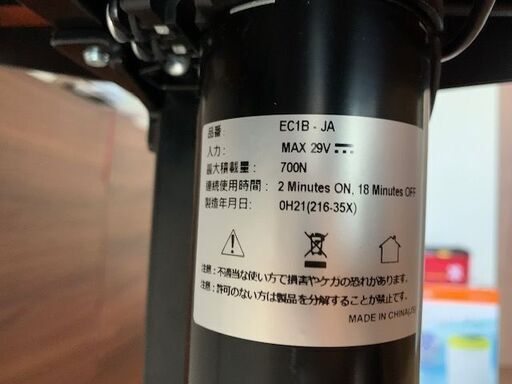 品番: EC1B - JA
入力: MAX 29V
最大積載量: 700N
連続使用時間: 2 Minutes ON, 18 Minutes OFF
製造年月日: 0H21(216-35X)
注意:不適当な使い方で損害やケガの恐れがあります。
注意:許可のない方は製品を分解することが禁止です。
MADE IN CHINA